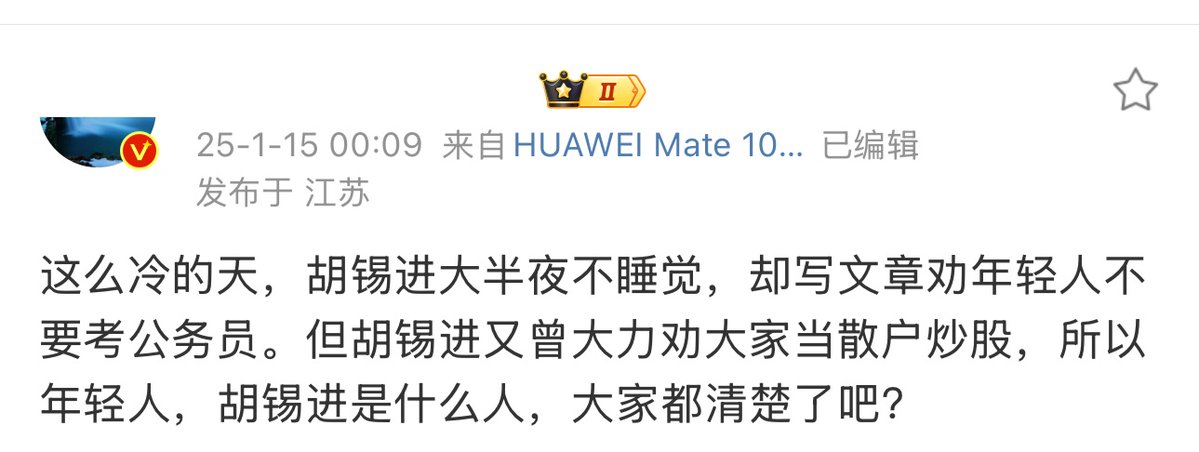 II
25-1-15 00:09 来自 HUAWEI Mate 10... 已编辑
发布于 江苏
这么冷的天，胡锡进大半夜不睡觉，却写文章劝年轻人不
要考公务员。但胡锡进又曾大力劝大家当散户炒股，所以
年轻人，胡锡进是什么人，大家都清楚了吧？